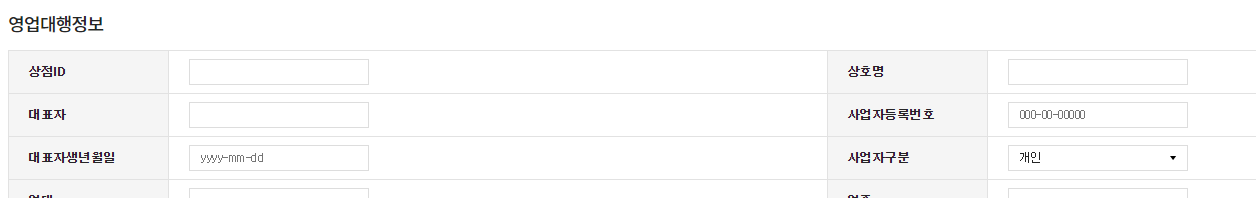 영업대행정보
상점ID
상호명
대표자
사업자등록번호
000-00-00000
대표자생년월일
yyyy-mm-dd
사업자구분
개인